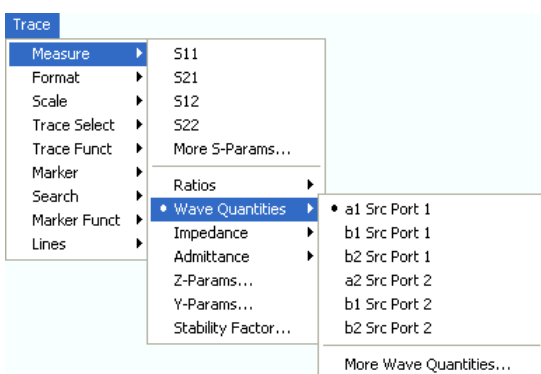 Trace
Measure
Format
Scale
Trace Select
Trace Funct
Marker
Search
Marker Funct
Lines
S11
S21
S12
S22
More S-Params...
Ratios
Wave Quantities
Impedance
Admittance
Z-Params...
Y-Params...
Stability Factor...
a1 Src Port 1
b1 Src Port 1
b2 Src Port 1
a2 Src Port 2
b1 Src Port 2
b2 Src Port 2
More Wave Quantities...